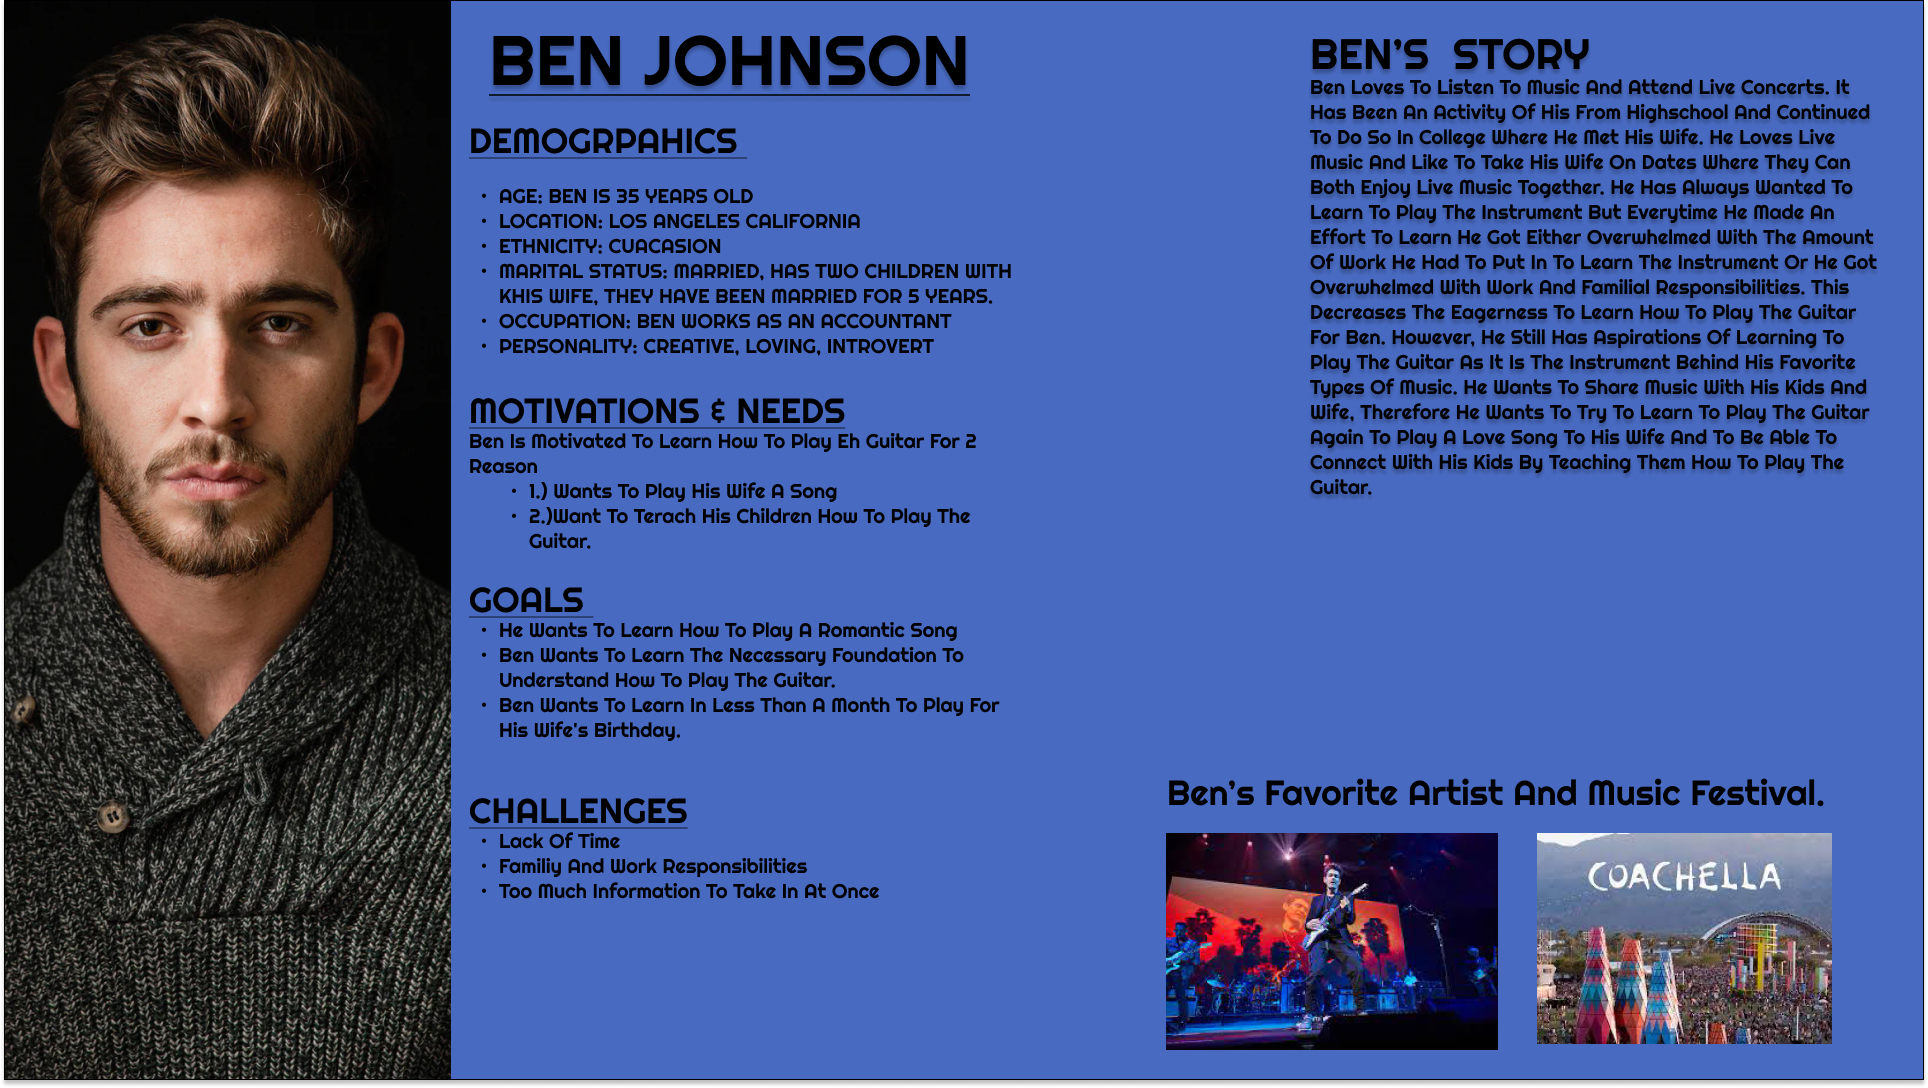 BEN JOHNSON
DEMOGRPAHICS
• AGE: BEN IS 35 YEARS OLD
• LOCATION: LOS ANGELES CALIFORNIA
• ETHNICITY: CUACASION
• MARITAL STATUS: MARRIED, HAS TWO CHILDREN WITH
KHIS WIFE, THEY HAVE BEEN MARRIED FOR 5 YEARS.
• OCCUPATION: BEN WORKS AS AN ACCOUNTANT
• PERSONALITY: CREATIVE, LOVING, INTROVERT
MOTIVATIONS & NEEDS
Ben Is Motivated To Learn How To Play Eh Guitar For 2
Reason
• 1.) Wants To Play His Wife A Song
• 2.)Want To Terach His Children How To Play The
Guitar.
GOALS
• He Wants To Learn How To Play A Romantic Song
• Ben Wants To Learn The Necessary Foundation To
Understand How To Play The Guitar.
• Ben Wants To Learn In Less Than A Month To Play For
His Wife's Birthday.
CHALLENGES
• Lack Of Time
• Familiy And Work Responsibilities
• Too Much Information To Take In At Once
BEN'S STORY
Ben Loves To Listen To Music And Attend Live Concerts. It
Has Been An Activity Of His From Highschool And Continued
To Do So In College Where He Met His Wife. He Loves Live
Music And Like To Take His Wife On Dates Where They Can
Both Enjoy Live Music Together. He Has Always Wanted To
Learn To Play The Instrument But Everytime He Made An
Effort To Learn He Got Either Overwhelmed With The Amount
Of Work He Had To Put In To Learn The Instrument Or He Got
Overwhelmed With Work And Familial Responsibilities. This
Decreases The Eagerness To Learn How To Play The Guitar
For Ben. However, He Still Has Aspirations Of Learning To
Play The Guitar As It Is The Instrument Behind His Favorite
Types Of Music. He Wants To Share Music With His Kids And
Wife, Therefore He Wants To Try To Learn To Play The Guitar
Again To Play A Love Song To His Wife And To Be Able To
Connect With His Kids By Teaching Them How To Play The
Guitar.
Ben's Favorite Artist And Music Festival.
COACHELLA